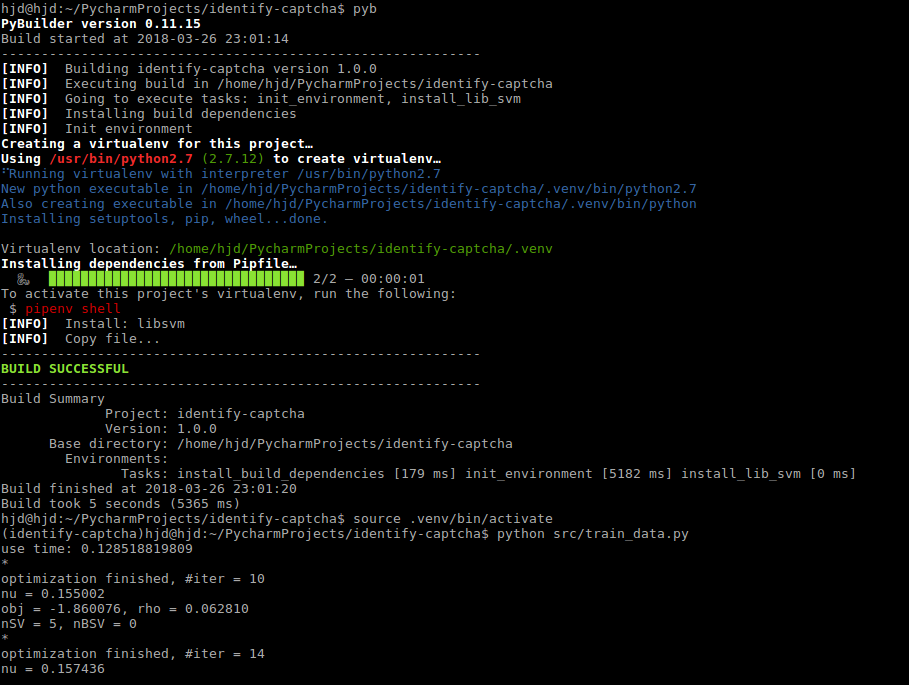 hjd@hjd:~/PycharmProjects/identify-captcha$ pyb
PyBuilder version 0.11.15
Build started at 2018-03-26 23:01:14
------------------------------------------------------------
[INFO]  Building identify-captcha version 1.0.0
[INFO]  Executing build in /home/hjd/PycharmProjects/identify-captcha
[INFO]  Going to execute tasks: init_environment, install_lib_svm
[INFO]  Installing build dependencies
[INFO]  Init environment
Creating a virtualenv for this project…
Using /usr/bin/python2.7 (2.7.12) to create virtualenv…
⠋Running virtualenv with interpreter /usr/bin/python2.7
New python executable in /home/hjd/PycharmProjects/identify-captcha/.venv/bin/python2.7
Also creating executable in /home/hjd/PycharmProjects/identify-captcha/.venv/bin/python
Installing setuptools, pip, wheel...done.
Virtualenv location: /home/hjd/PycharmProjects/identify-captcha/.venv
Installing dependencies from Pipfile…
2/2 — 00:00:01
To activate this project's virtualenv, run the following:
 $ pipenv shell
[INFO]  Install: libsvm
[INFO]  Copy file...
------------------------------------------------------------
BUILD SUCCESSFUL
------------------------------------------------------------
Build Summary
             Project: identify-captcha
             Version: 1.0.0
      Base directory: /home/hjd/PycharmProjects/identify-captcha
        Environments:
               Tasks: install_build_dependencies [179 ms] init_environment [5182 ms] install_lib_svm [0 ms]
Build finished at 2018-03-26 23:01:20
Build took 5 seconds (5365 ms)
hjd@hjd:~/PycharmProjects/identify-captcha$ source .venv/bin/activate
(identify-captcha)hjd@hjd:~/PycharmProjects/identify-captcha$ python src/train_data.py
use time: 0.128518819809
*
optimization finished, #iter = 10
nu = 0.155002
obj = -1.860076, rho = 0.062810
nSV = 5, nBSV = 0
*
optimization finished, #iter = 14
nu = 0.157436